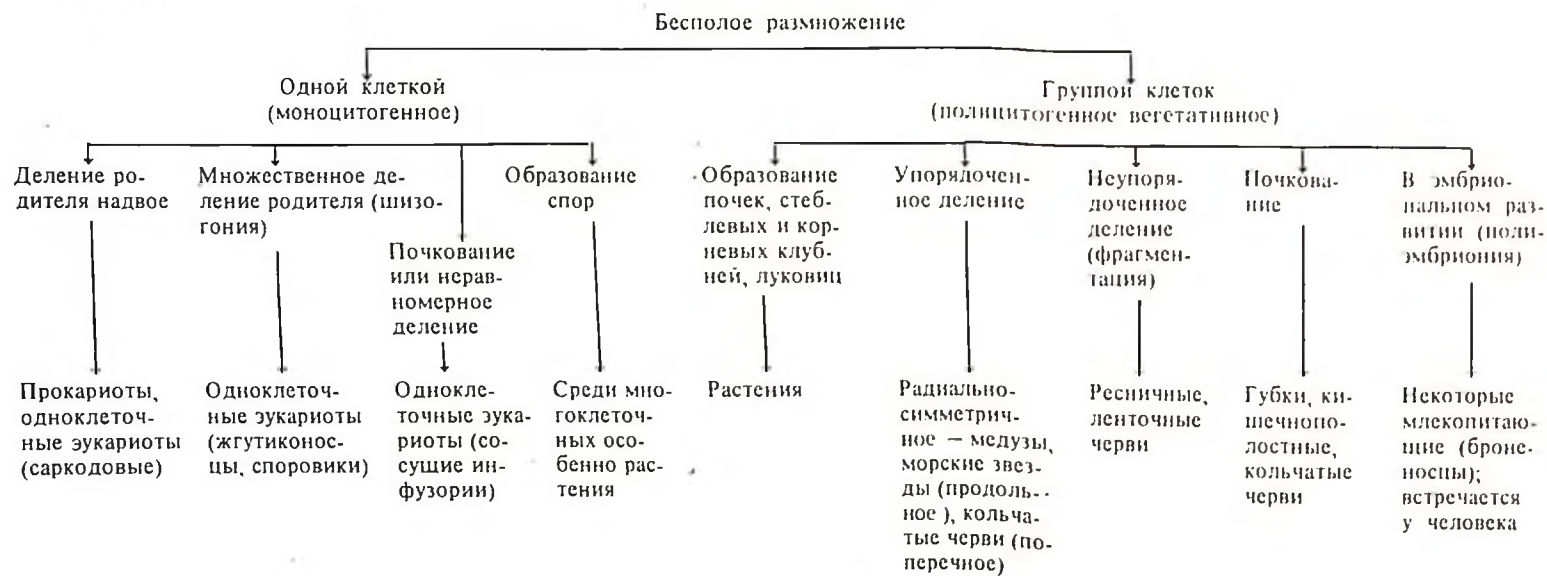 Бесполое размножение
Одной клеткой
(моноцитогенное)
Группой клеток
(полицитогенное вегетативное)
Деление ро-
дителя надвое
Множественное де-
ление родителя (шизо-
гония)
Почкование
или нерав-
номерное
деление
Образование
спор
Образование
почек, стеб-
левых и кор-
невых клуб-
ней, луковиц
Упорядочен-
ное деление
Неупоря-
доченное
деление
(фрагмен-
тация)
Почкова-
ние
В эмбрио-
нальном раз-
витии (поли-
эмбриония)
Прокариоты,
одноклеточ-
ные эукариоты
(саркодовые)
Одноклеточ-
ные эукариоты
(жгутиконос-
цы, споровики)
Однокле-
точные эука-
риоты (со-
сущие ин-
фузории)
Среди мно-
гоклеточ-
ных осо-
бенно рас-
тения
Растения
Радиально-
симметрич-
ное — медузы,
морские звез-
ды (продоль-
ное), кольча-
тые черви (по-
перечное)
Ресничные,
ленточные
черви
Губки, ки-
шечнопо-
лостные,
кольчатые
черви
Некоторые
млекопитаю-
щие (броне-
носцы);
встречается
у человека